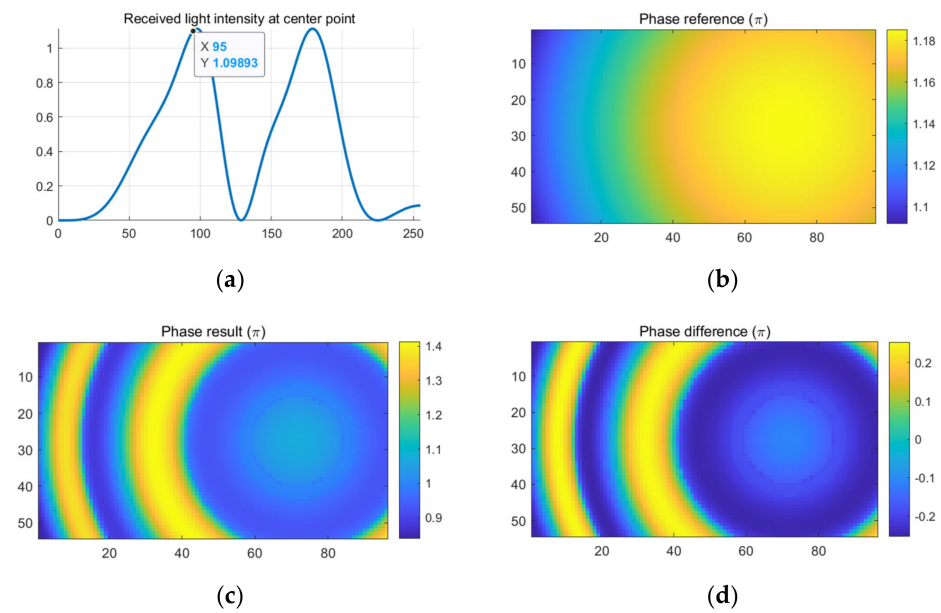 Received light intensity at center point
1
0.8
0.6
0.4
0.2
0
X 95
Y 1.09893
0 50 100 150 200 250
(a)
Phase reference (π)
10
20
30
40
50
20 40 60 80
1.18
1.16
1.14
1.12
1.1
(b)
Phase result (π)
10
20
30
40
50
20 40 60 80
1.4
1.3
1.2
1.1
1
0.9
(c)
Phase difference (π)
10
20
30
40
50
20 40 60 80
0.2
0.1
0
-0.1
-0.2
(d)